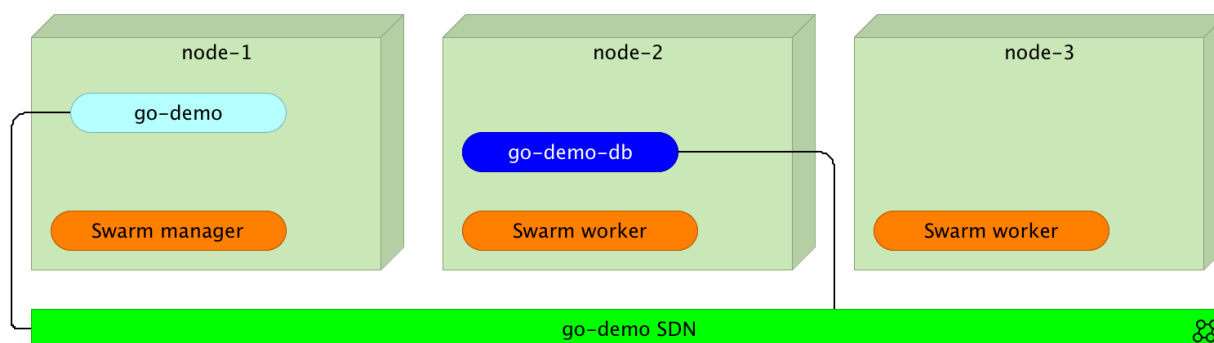 node-1
node-2
node-3
go-demo
go-demo-db
Swarm manager
Swarm worker
Swarm worker
go-demo SDN